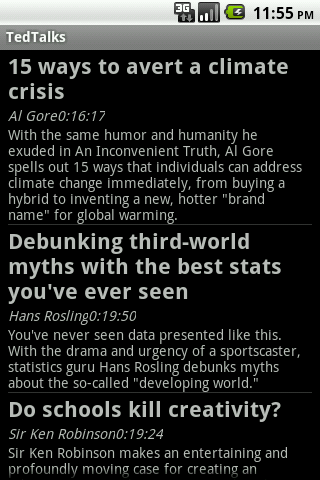 3G 11:55 PM
TedTalks
15 ways to avert a climate
crisis
Al Gore0:16:17
With the same humor and humanity he
exuded in An Inconvenient Truth, Al Gore
spells out 15 ways that individuals can address
climate change immediately, from buying a
hybrid to inventing a new, hotter "brand
name" for global warming.
Debunking third-world
myths with the best stats
you've ever seen
Hans Rosling0:19:50
You've never seen data presented like this.
With the drama and urgency of a sportscaster,
statistics guru Hans Rosling debunks myths
about the so-called "developing world."
Do schools kill creativity?
Sir Ken Robinson0:19:24
Sir Ken Robinson makes an entertaining and
profoundly moving case for creating an